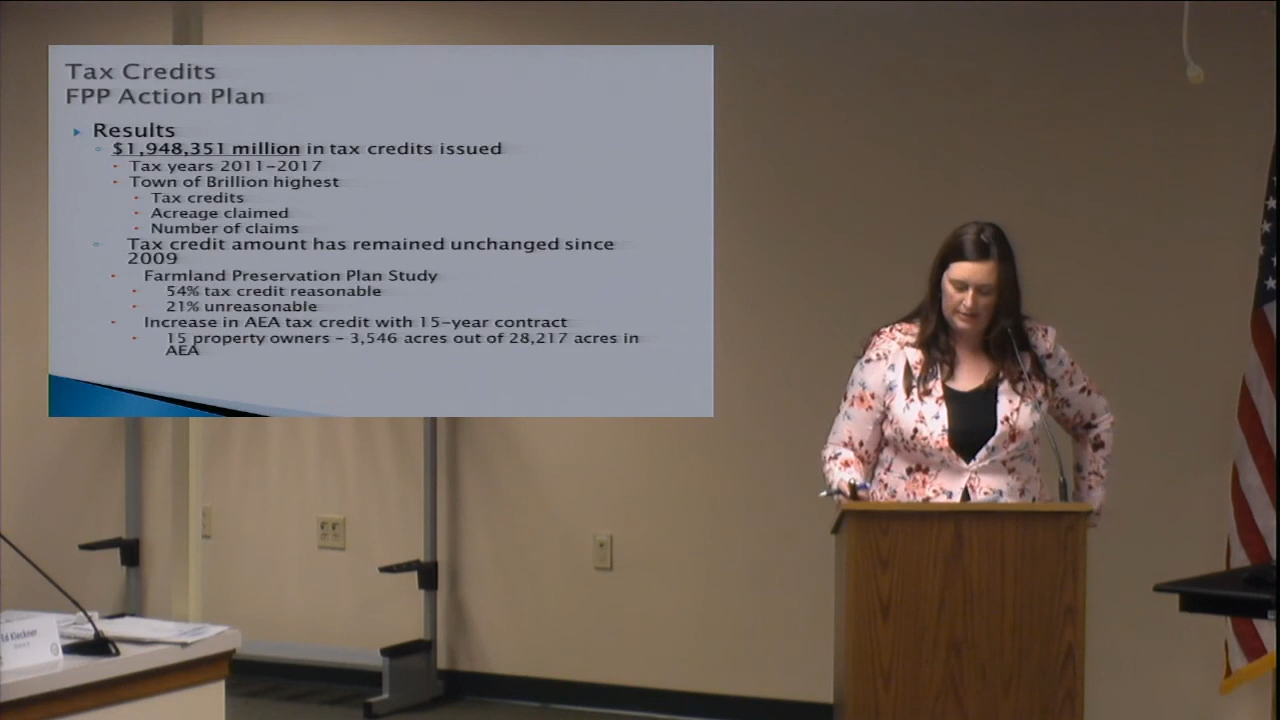 Tax Credits
FPP Action Plan
Results
$1,948,351 million in tax credits issued
Tax years 2011-2017
Town of Brillion highest
Tax credits
Acreage claimed
Number of claims
Tax credit amount has remained unchanged since
2009
Farmland Preservation Plan Study
54% tax credit reasonable
21% unreasonable
Increase in AEA tax credit with 15-year contract
15 property owners - 3,546 acres out of 28,217 acres in
AEA
Ed Kleckner